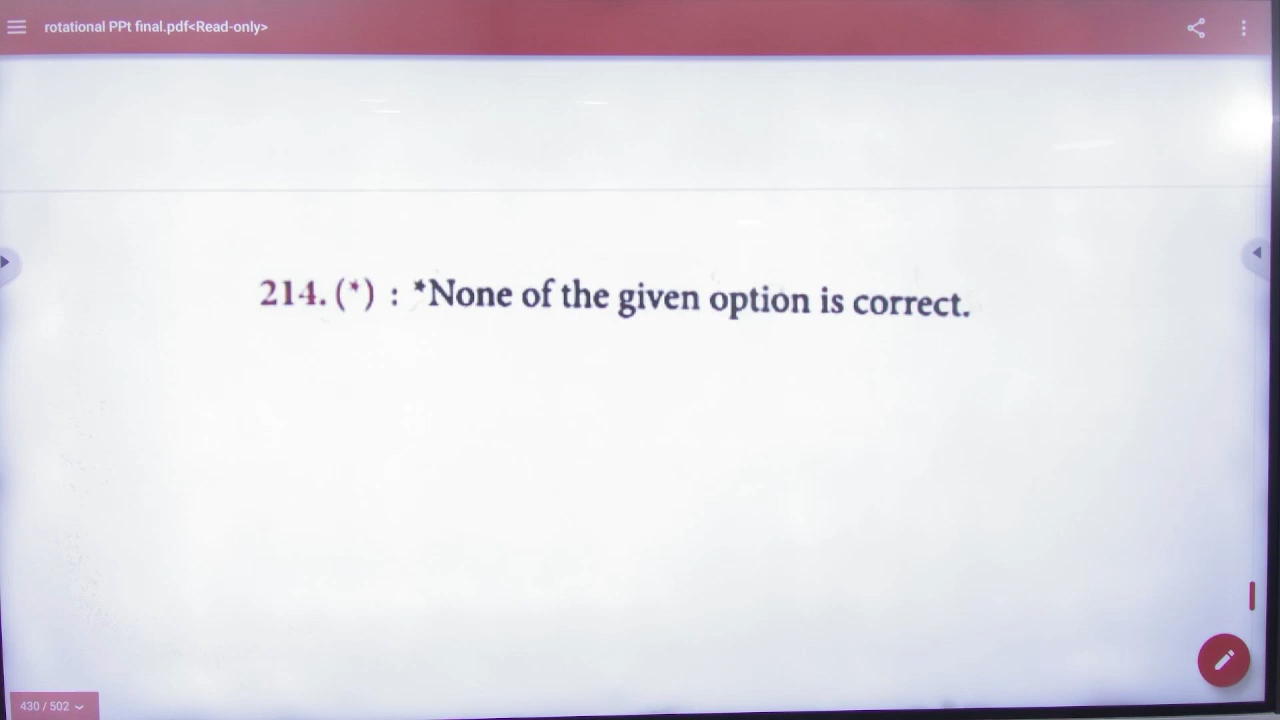 rotational PPt final.pdf<Read-only>
214. (*) : *None of the given option is correct.
430 / 502